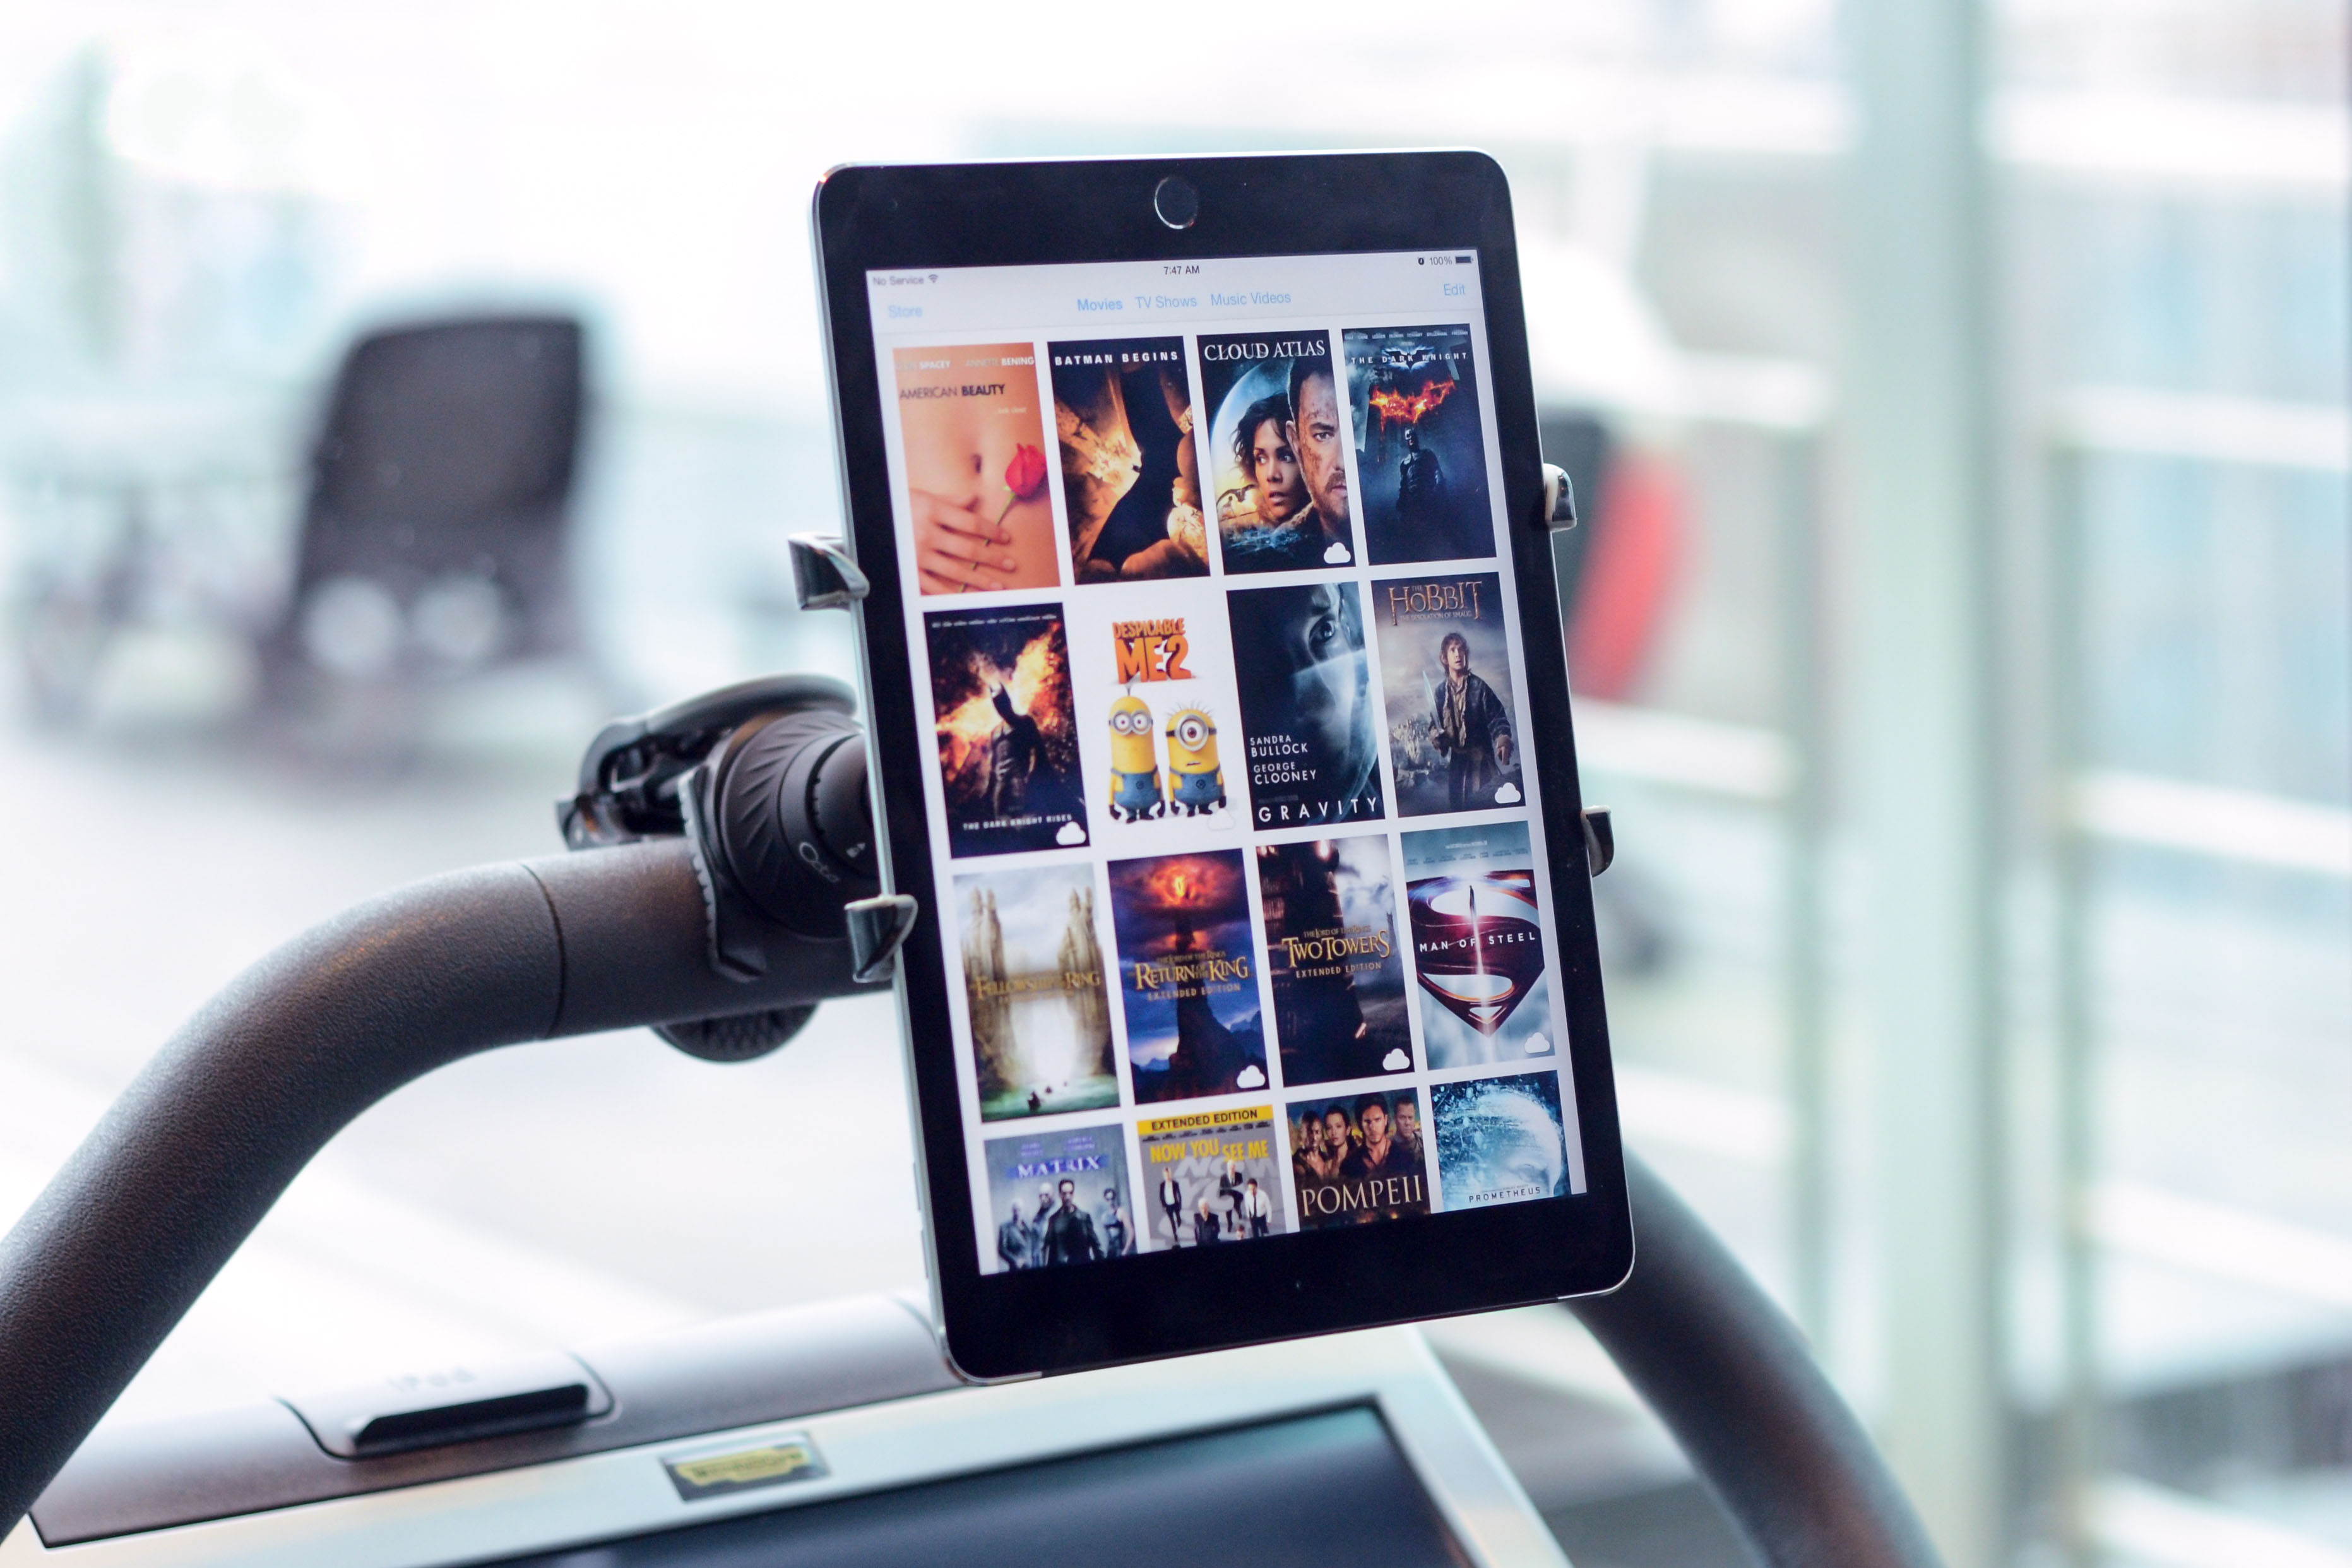 No Service
7:47 AM
100%
Store
Movies
TV Shows
Music Videos
Edit
SPACEY
ANNETTE BENING
AMERICAN BEAUTY
BATMAN BEGINS
CLOUD ATLAS
THE DARK KNIGHT
THE DARK KNIGHT RISES
DESPICABLE
ME 2
SANDRA
BULLOCK
GEORGE
CLOONEY
GRAVITY
THE
HOBBIT
THE DESOLATION OF SMAUG
FELLOWSHIP OF THE RING
THE LORD OF THE RINGS
RETURN OF THE KING
EXTENDED EDITION
THE LORD OF THE RINGS
TWO TOWERS
EXTENDED EDITION
MAN OF STEEL
MATRIX
EXTENDED EDITION
NOW YOU SEE ME
POMPEII
PROMETHEUS
Octa
iPod